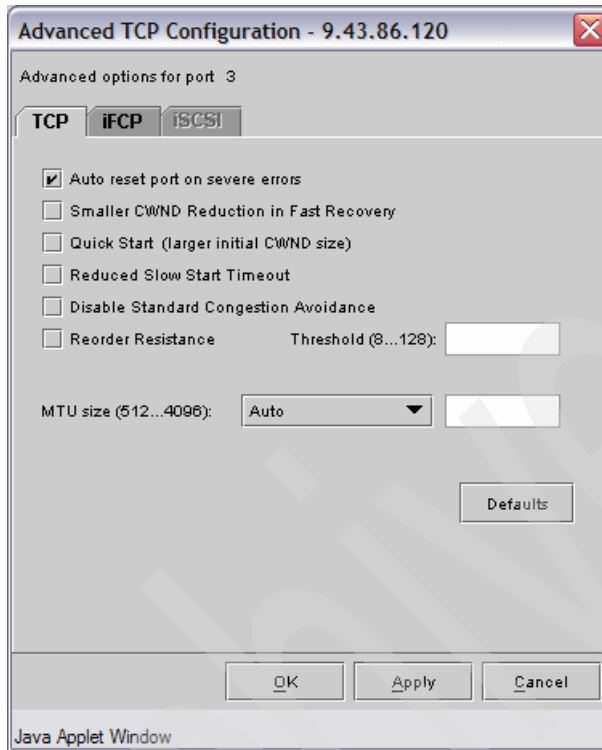 Advanced TCP Configuration - 9.43.86.120
Advanced options for port 3
TCP iFCP iSCSI
Auto reset port on severe errors
Smaller CWND Reduction in Fast Recovery
Quick Start (larger initial CWND size)
Reduced Slow Start Timeout
Disable Standard Congestion Avoidance
Reorder Resistance Threshold (8...128):
MTU size (512...4096): Auto
Defaults
OK Apply Cancel
Java Applet Window